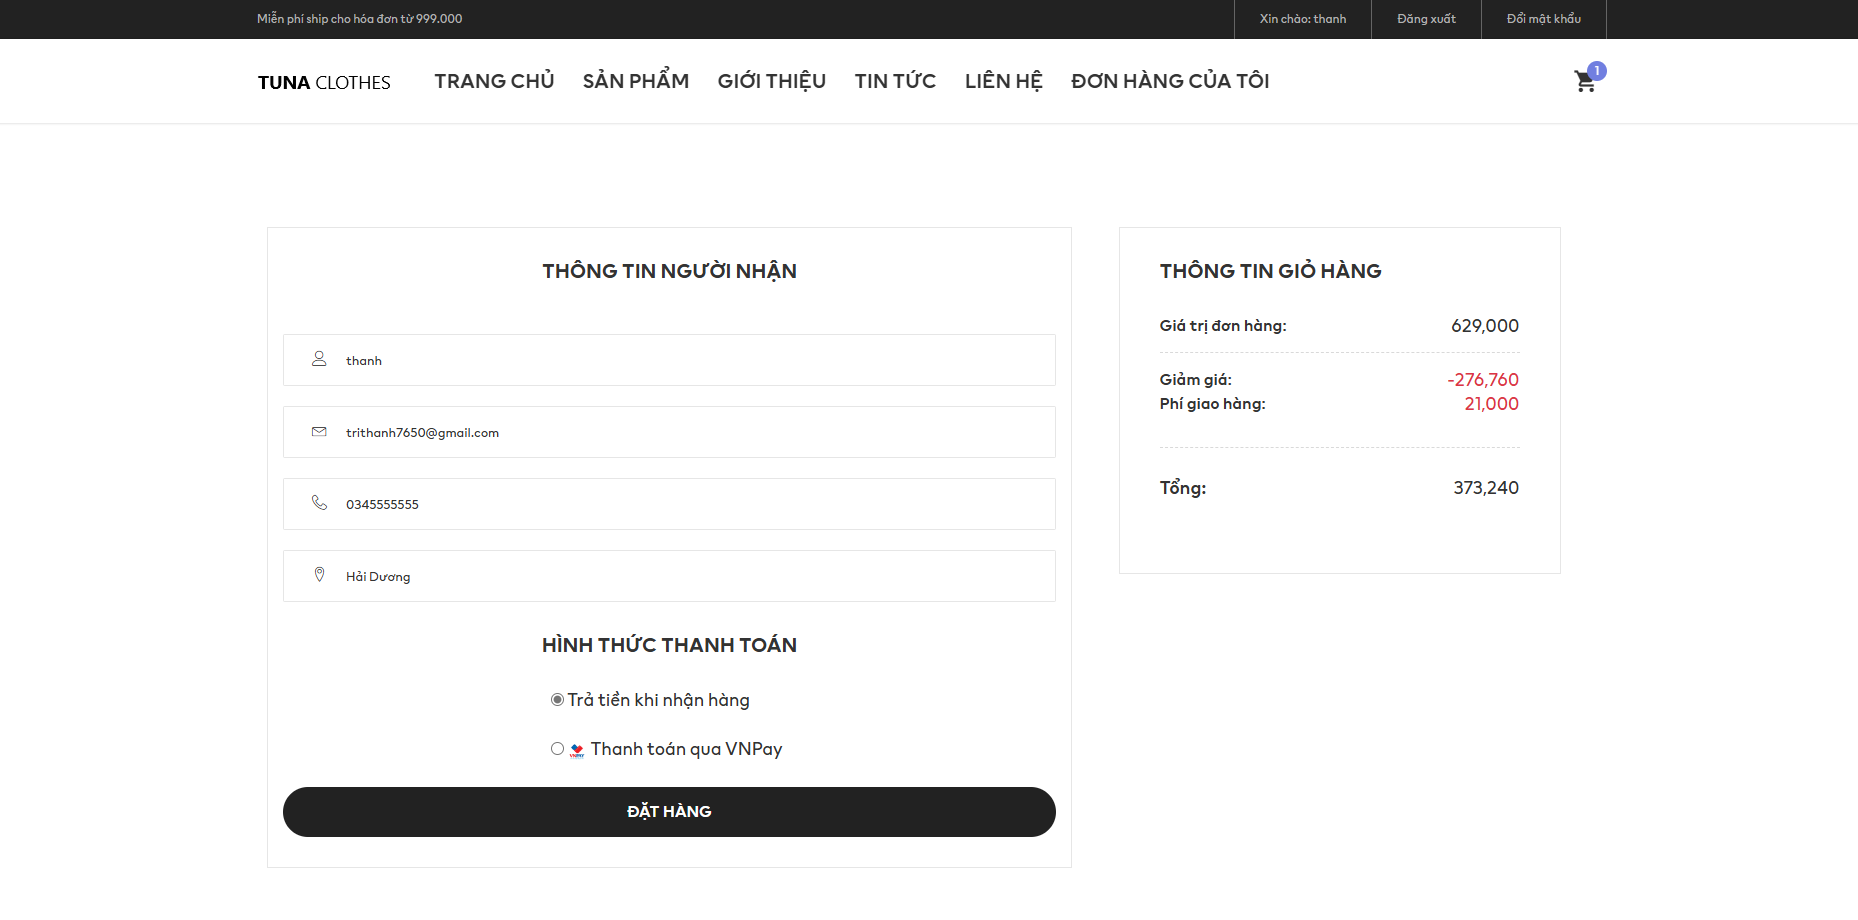 Miễn phí ship cho hóa đơn từ 999.000
Xin chào: thanh
Đăng xuất
Đổi mật khẩu
TUNA CLOTHES
TRANG CHỦ
SẢN PHẨM
GIỚI THIỆU
TIN TỨC
LIÊN HỆ
ĐƠN HÀNG CỦA TÔI
1
THÔNG TIN NGƯỜI NHẬN
thanh
trithanh7650@gmail.com
0345555555
Hải Dương
HÌNH THỨC THANH TOÁN
Trả tiền khi nhận hàng
VNPAY Thanh toán qua VNPay
ĐẶT HÀNG
THÔNG TIN GIỎ HÀNG
Giá trị đơn hàng: 629,000
Giảm giá: -276,760
Phí giao hàng: 21,000
Tổng: 373,240